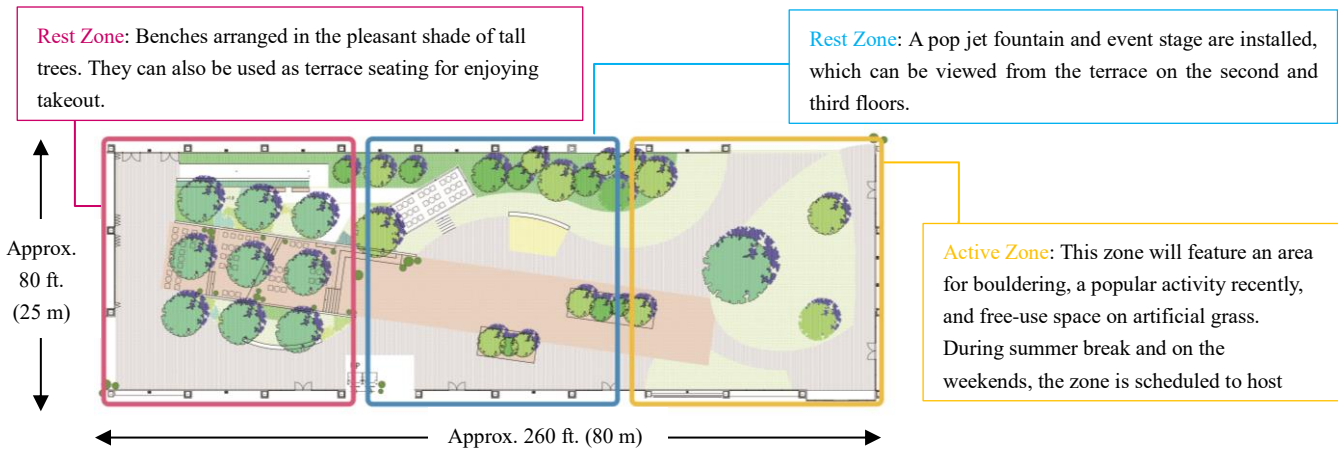 Rest Zone: Benches arranged in the pleasant shade of tall
trees. They can also be used as terrace seating for enjoying
takeout.
Rest Zone: A pop jet fountain and event stage are installed,
which can be viewed from the terrace on the second and
third floors.
Approx.
80 ft.
(25 m)
Active Zone: This zone will feature an area
for bouldering, a popular activity recently,
and free-use space on artificial grass.
During summer break and on the
weekends, the zone is scheduled to host
Approx. 260 ft. (80 m)